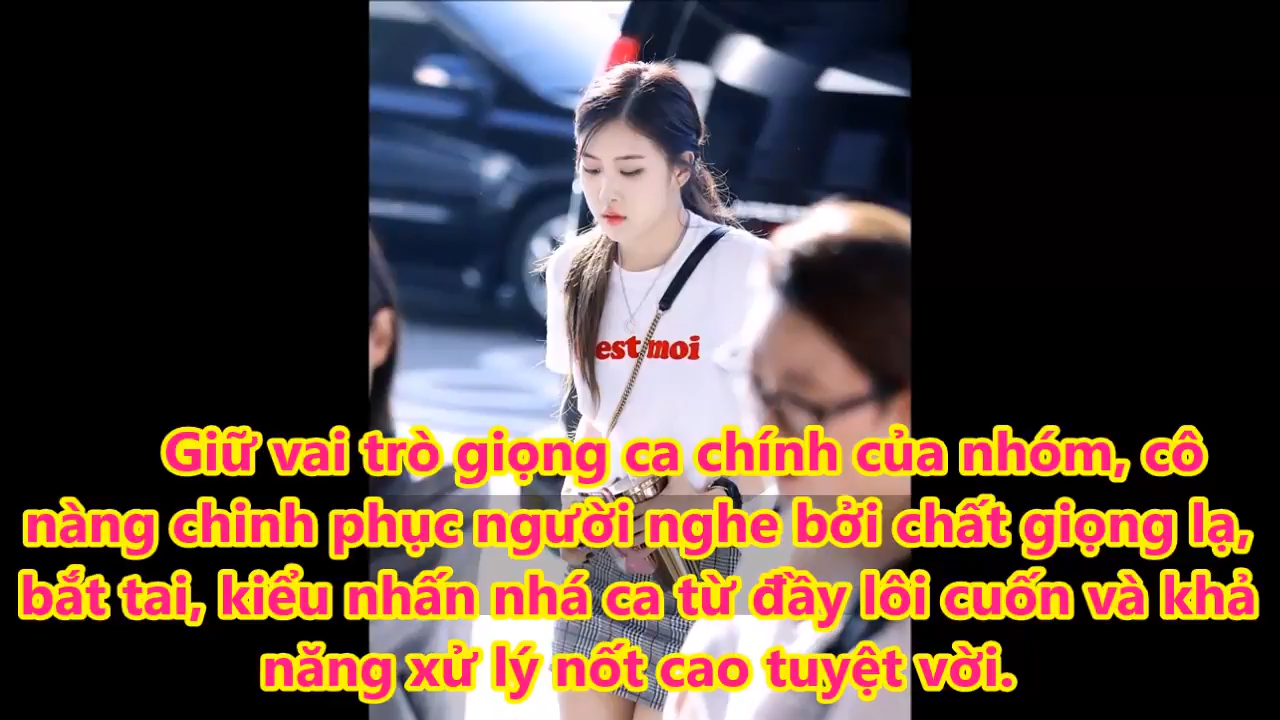 est moi
Giữ vai trò giọng ca chính của nhóm, cô
nàng chinh phục người nghe bởi chất giọng lạ,
bắt tai, kiểu nhấn nhá ca từ đầy lôi cuốn và khả
năng xử lý nốt cao tuyệt vời.